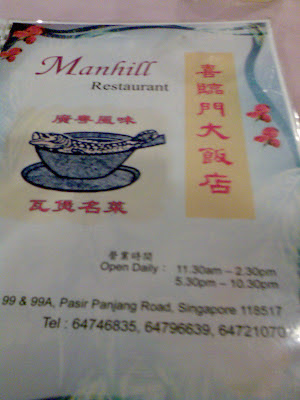 Manhill
Restaurant
喜臨門大飯店
廣粵風味
瓦煲名菜
營業時間
Open Daily : 11.30am – 2.30pm
5.30pm – 10.30pm
99 & 99A, Pasir Panjang Road, Singapore 118517
Tel : 64746835, 64796639, 64721070